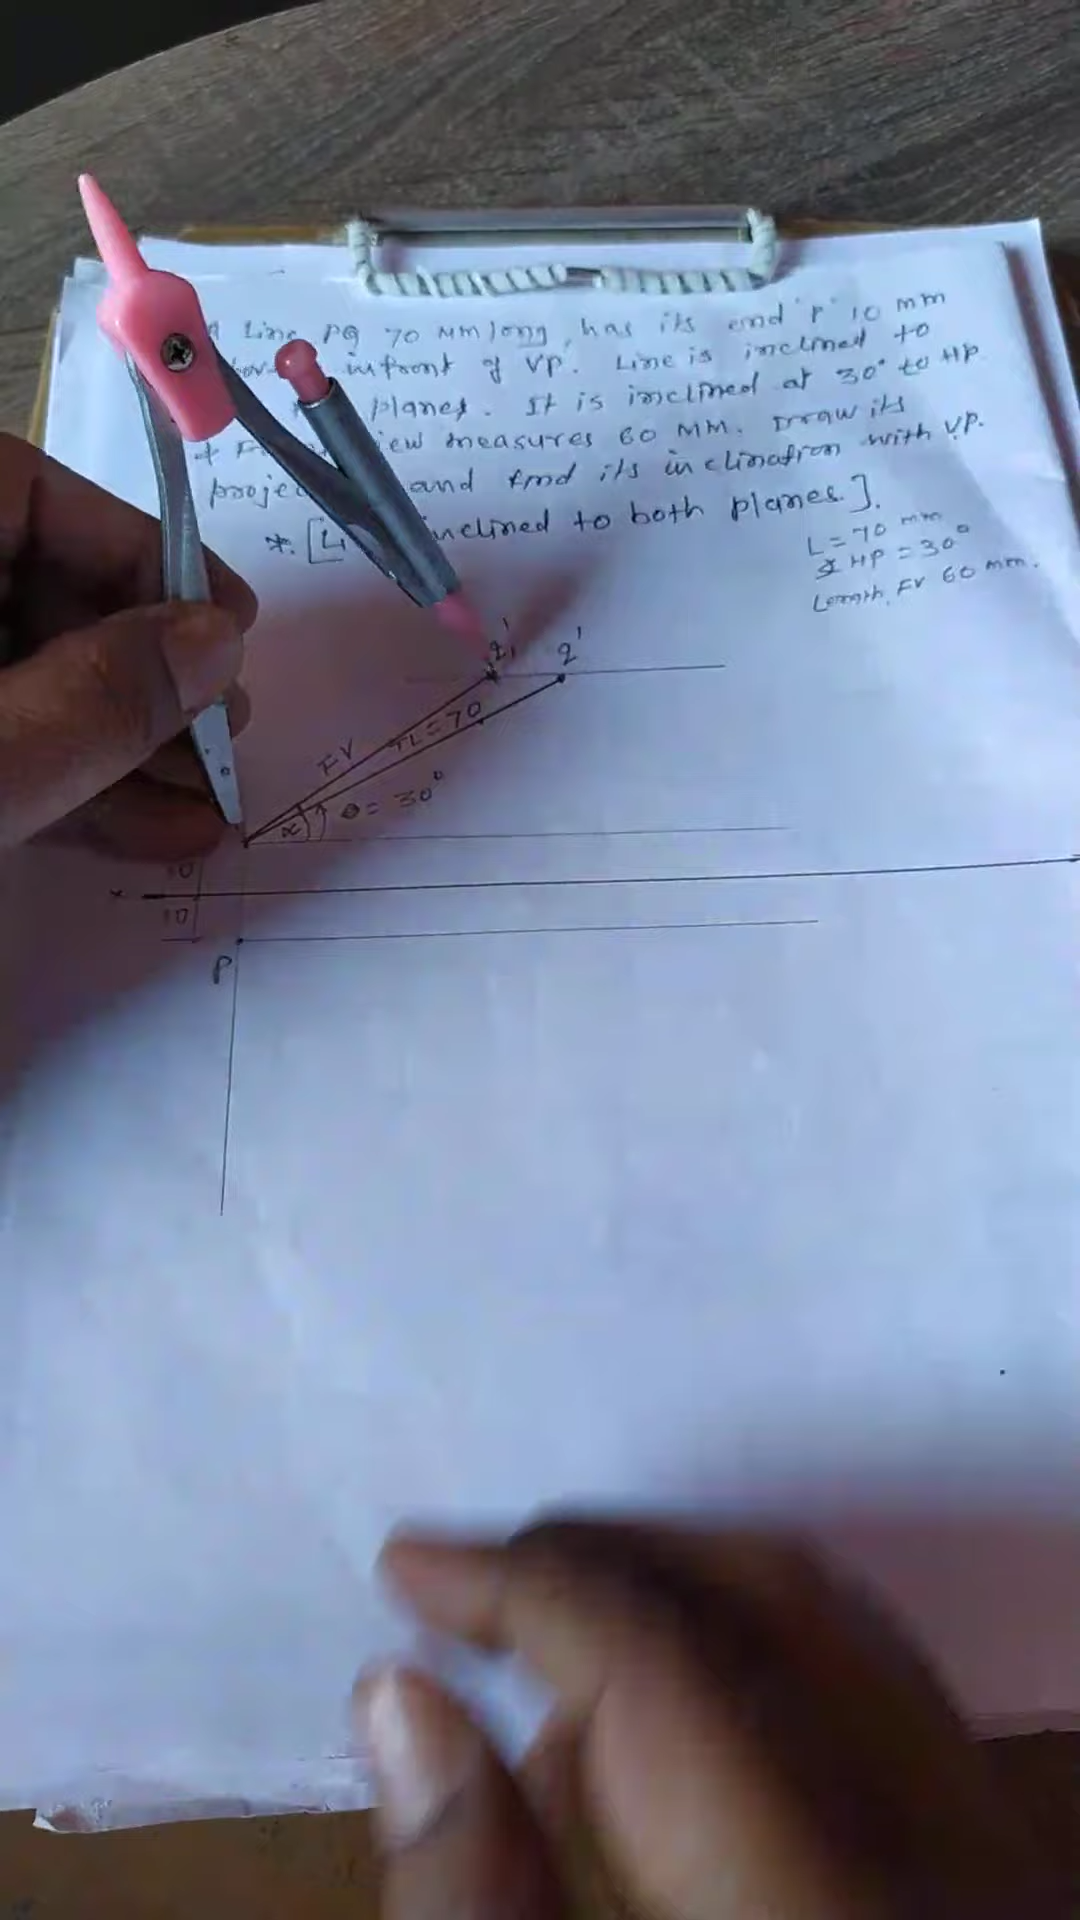 Line PQ 70 MM long, has its end 'P' 10 mm
infront of VP. Line is inclined to
planes. It is inclined at 30° to HP
measures 60 MM. Draw its
and find its inclination with V.P.
*. [ inclined to both planes.].
L = 70 mm
∠ HP = 30°
Length, FV 60 mm.
q1' q'
TL = 70
FV
α θ = 30°
10
x
10
P